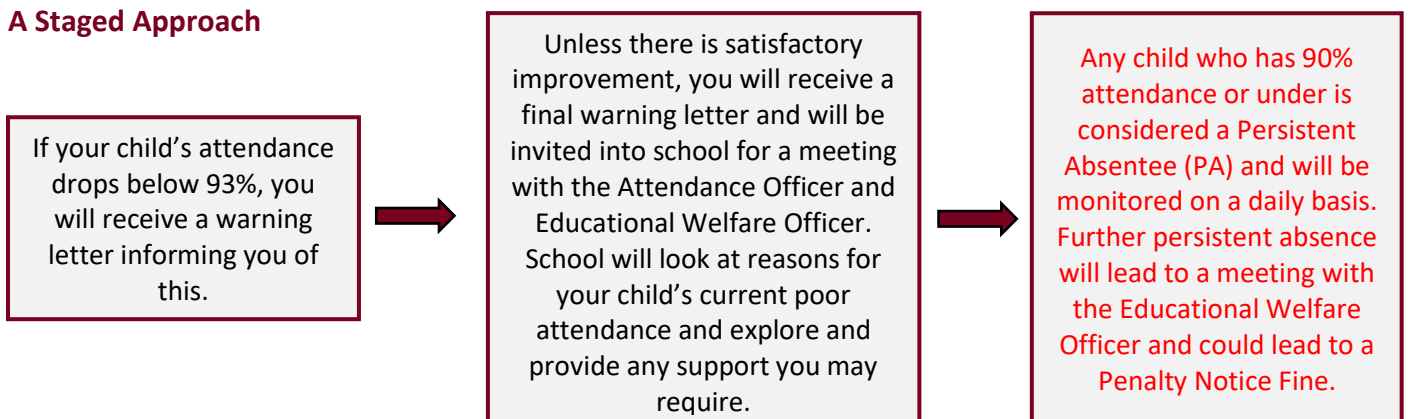 A Staged Approach
If your child's attendance
drops below 93%, you
will receive a warning
letter informing you of
this.
Unless there is satisfactory
improvement, you will receive a
final warning letter and will be
invited into school for a meeting
with the Attendance Officer and
Educational Welfare Officer.
School will look at reasons for
your child's current poor
attendance and explore and
provide any support you may
require.
Any child who has 90%
attendance or under is
considered a Persistent
Absentee (PA) and will be
monitored on a daily basis.
Further persistent absence
will lead to a meeting with
the Educational Welfare
Officer and could lead to a
Penalty Notice Fine.